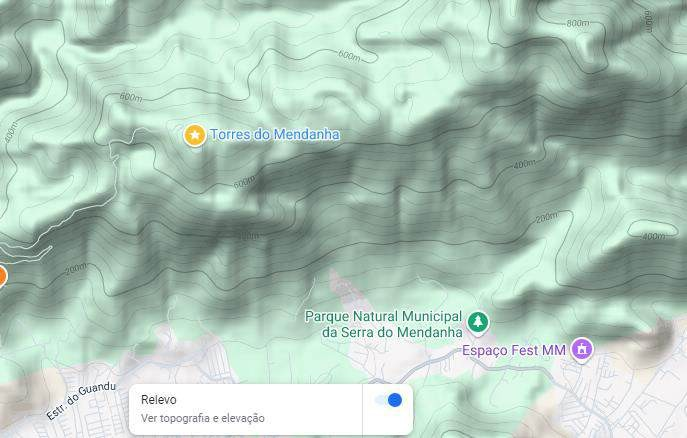 800m
600m
600m
600m
400m
Torres do Mendanha
400m
600m
200m
400m
200m
Parque Natural Municipal
da Serra do Mendanha
Espaço Fest MM
Estr. do Guandu
Relevo
Ver topografia e elevação